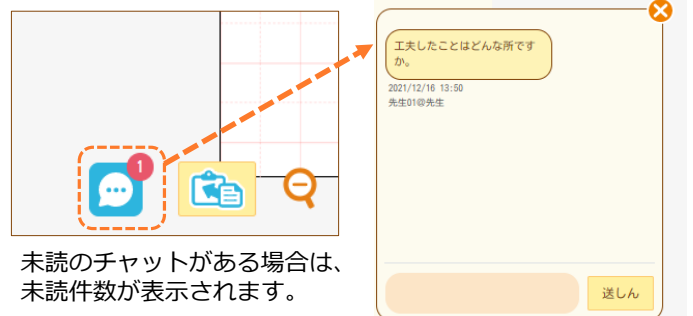 1
未読のチャットがある場合は、
未読件数が表示されます。
工夫したことはどんな所です
か。
2021/12/16 13:50
先生01@先生
送しん